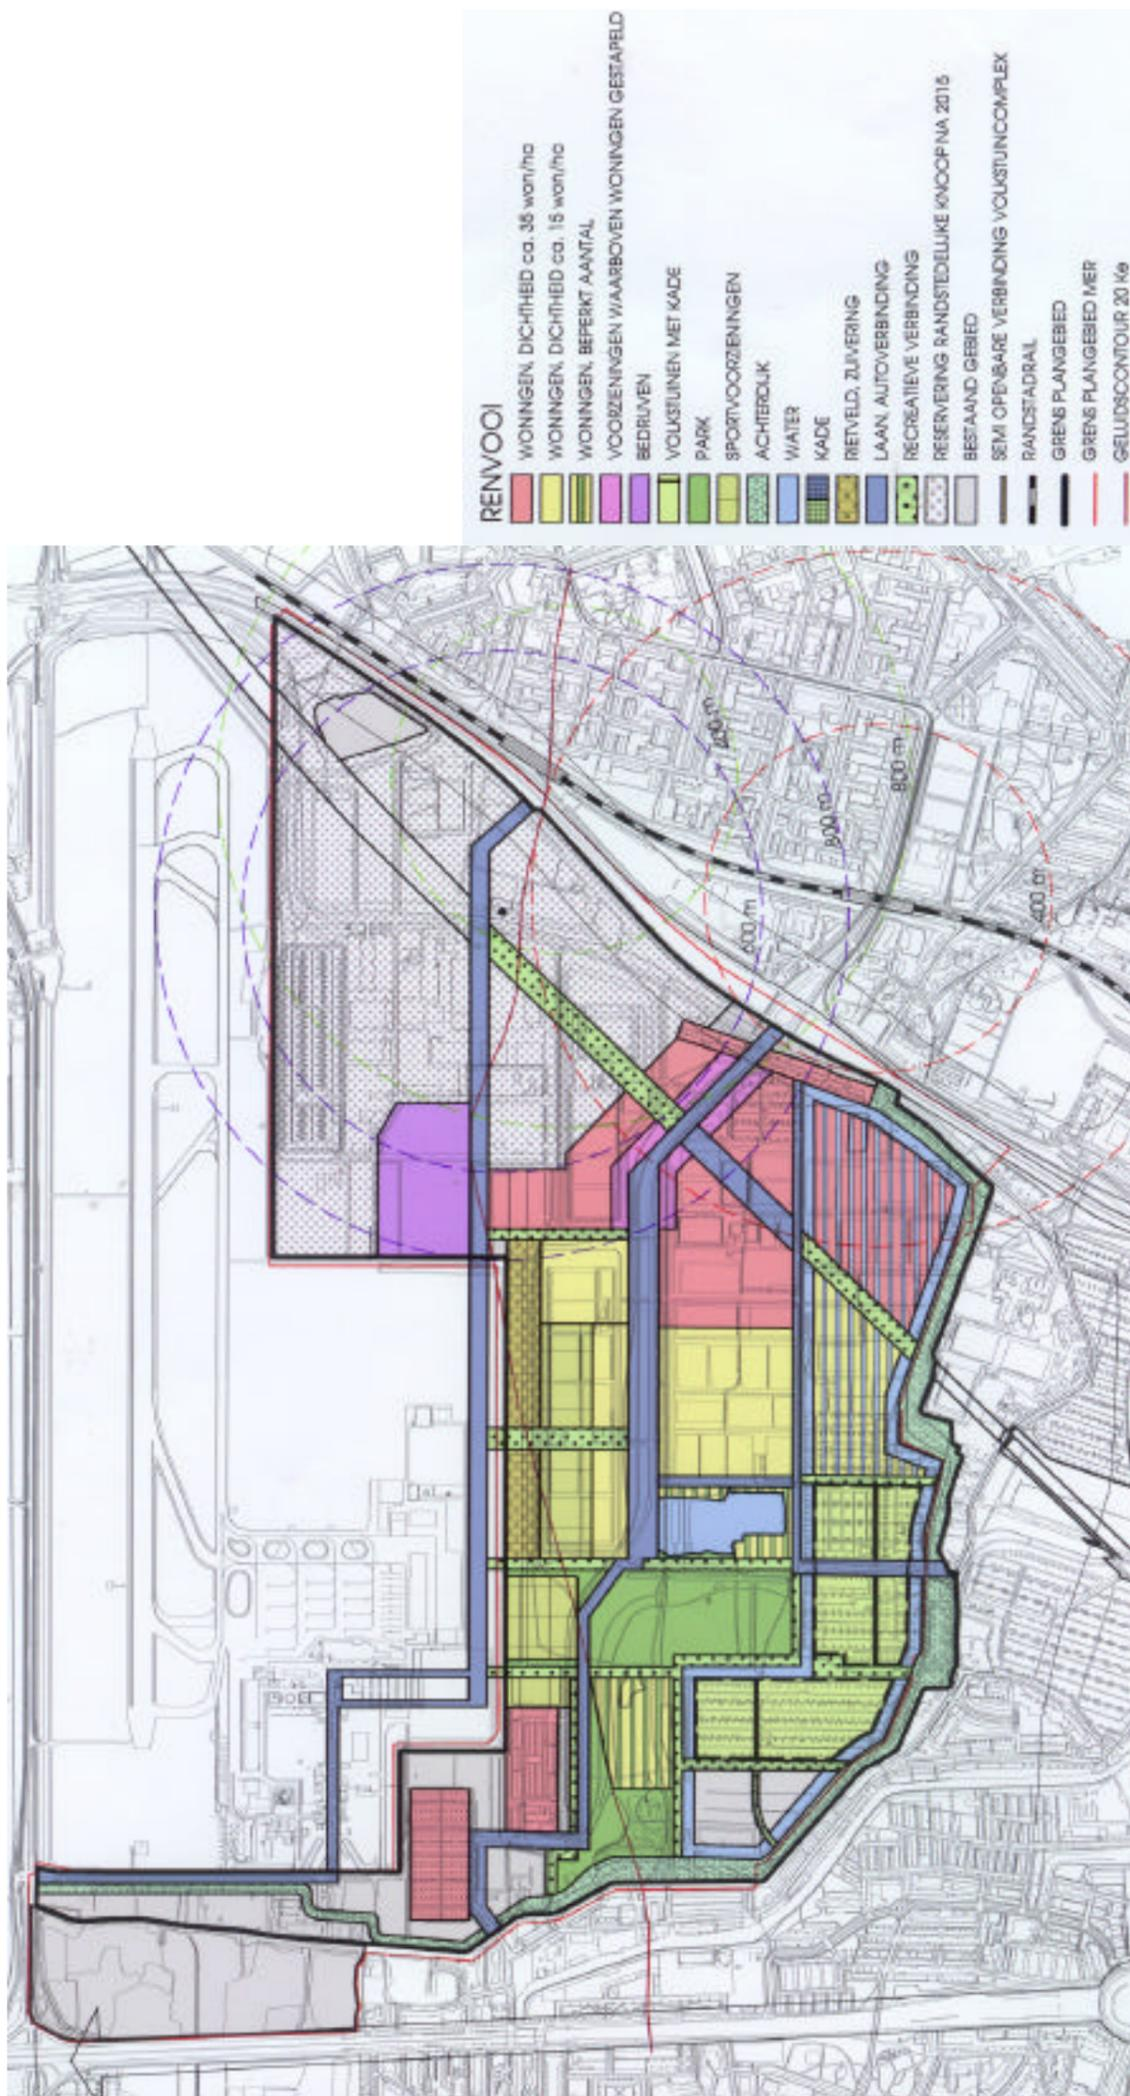 RENVOOI
WONINGEN, DICHTHEID ca. 35 won/ha
WONINGEN, DICHTHEID ca. 15 won/ha
WONINGEN, BEPERKT AANTAL
VOORZIENINGEN WAARBOVEN WONINGEN GESTAPELD
BEDRIJVEN
VOLKSTUINEN MET KADE
PARK
SPORTVOORZIENINGEN
ACHTERDIJK
WATER
KADE
RIETVELD, ZUIVERING
LAAN, AUTOVERBINDING
RECREATIEVE VERBINDING
RESERVERING RANDSTEDELIJKE KNOOP NA 2015
BESTAAND GEBIED
SEMI OPENBARE VERBINDING VOLKSTUINCOMPLEX
RANDSTADRAIL
GRENS PLANGEBIED
GRENS PLANGEBIED MER
GELUIDSCONTOUR 20 Ke
400 m
800 m
800 m
400 m